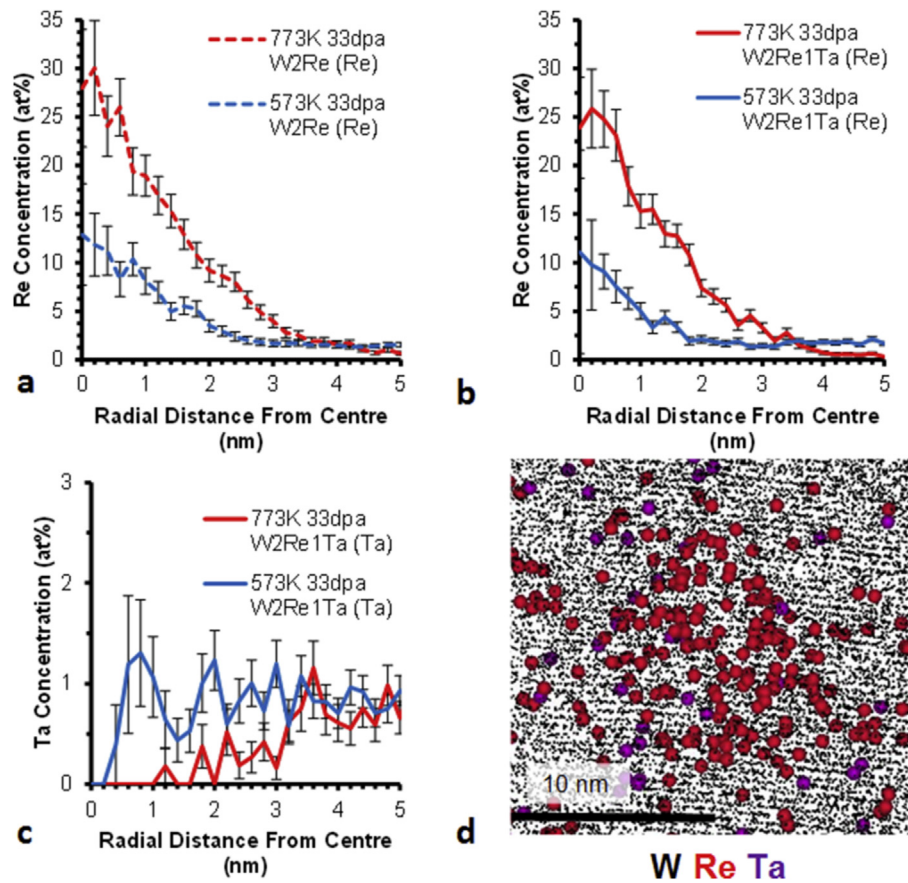 35
30
25
20
15
10
5
0
Re Concentration (at%)
773K 33dpa
W2Re (Re)
573K 33dpa
W2Re (Re)
0 1 2 3 4 5
Radial Distance From Centre
(nm)
a
35
30
25
20
15
10
5
0
Re Concentration (at%)
773K 33dpa
W2Re1Ta (Re)
573K 33dpa
W2Re1Ta (Re)
0 1 2 3 4 5
Radial Distance From Centre
(nm)
b
3
2
1
0
Ta Concentration (at%)
773K 33dpa
W2Re1Ta (Ta)
573K 33dpa
W2Re1Ta (Ta)
0 1 2 3 4 5
Radial Distance From Centre
(nm)
c
10 nm
d
W Re Ta